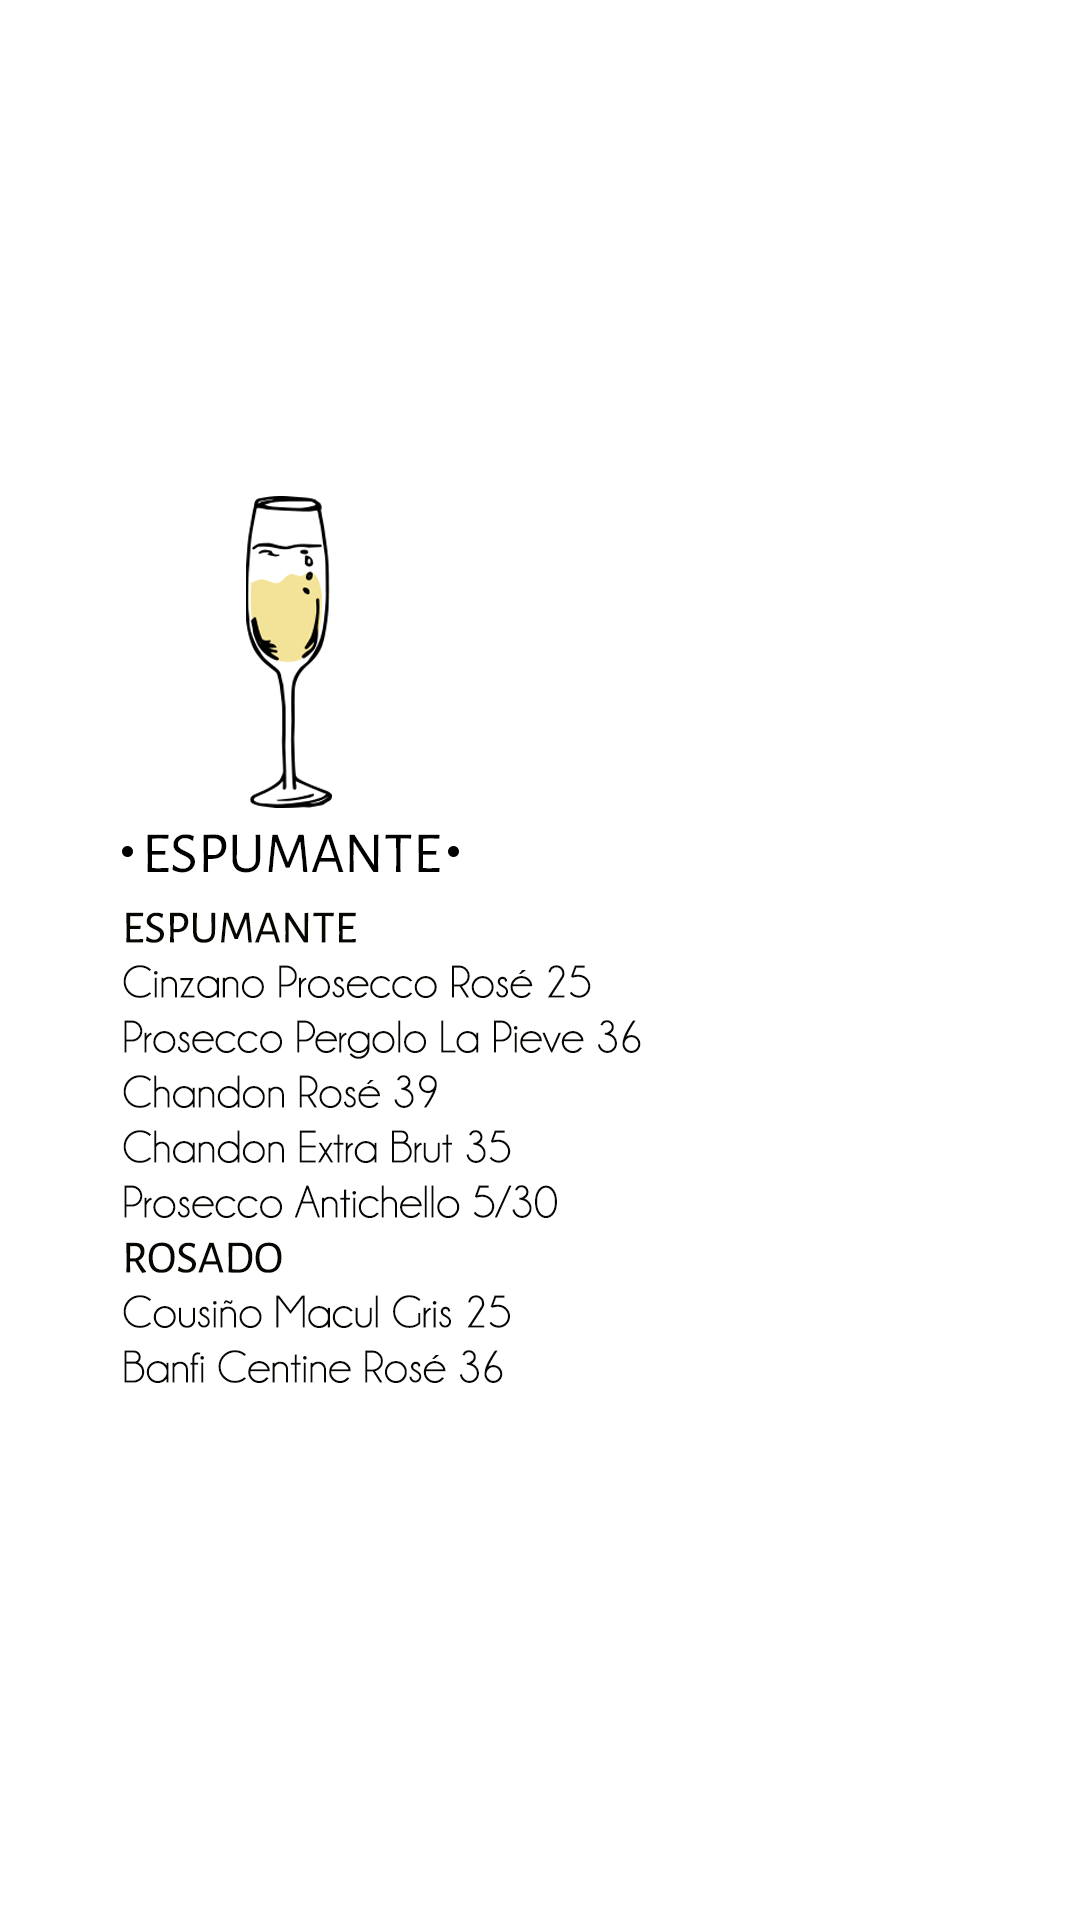 • ESPUMANTE •
ESPUMANTE
Cinzano Prosecco Rosé 25
Prosecco Pergolo La Pieve 36
Chandon Rosé 39
Chandon Extra Brut 35
Prosecco Antichello 5/30
ROSADO
Cousiño Macul Gris 25
Banfi Centine Rosé 36